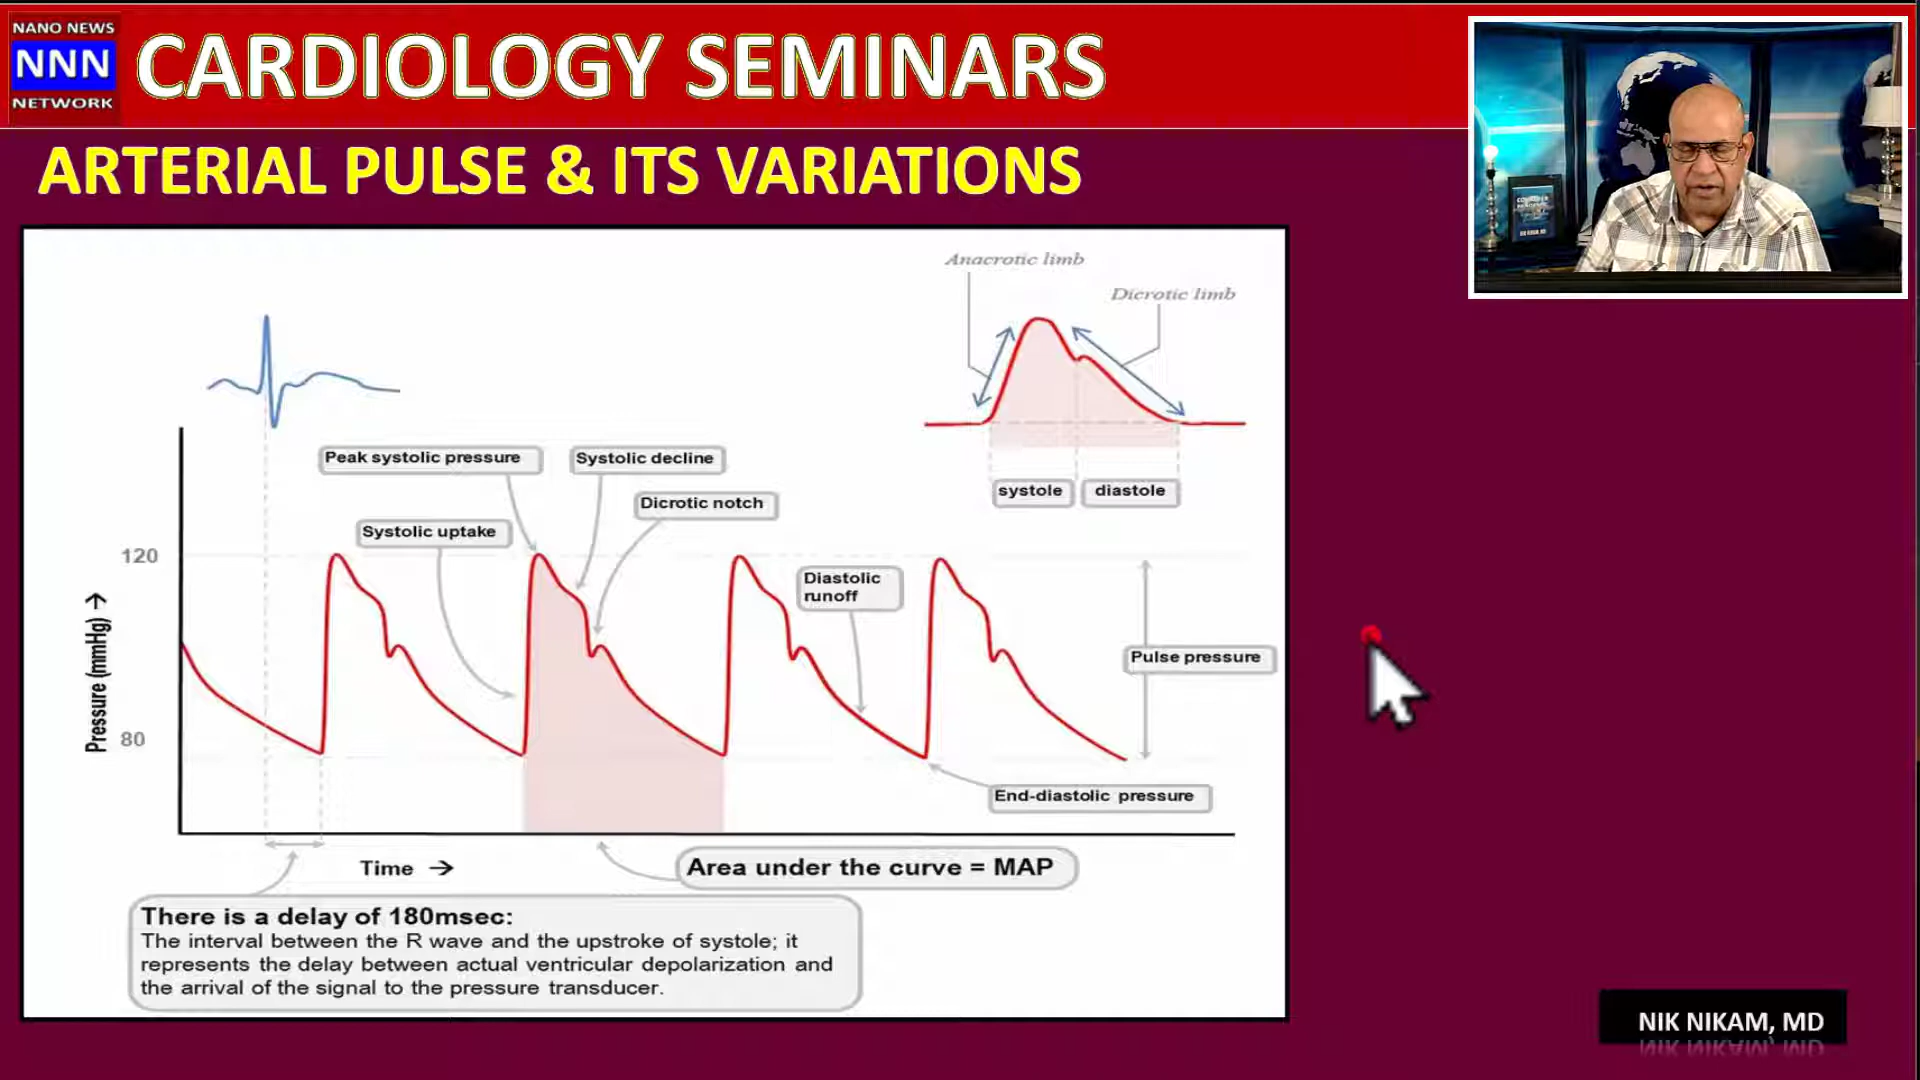 NANO NEWS
NNN
NETWORK
CARDIOLOGY SEMINARS
ARTERIAL PULSE & ITS VARIATIONS
Anacrotic limb
Dicrotic limb
systole
diastole
Peak systolic pressure
Systolic decline
Dicrotic notch
Systolic uptake
120
Diastolic
runoff
Pressure (mmHg) →
Pulse pressure
80
End-diastolic pressure
Time →
Area under the curve = MAP
There is a delay of 180msec:
The interval between the R wave and the upstroke of systole; it
represents the delay between actual ventricular depolarization and
the arrival of the signal to the pressure transducer.
NIK NIKAM, MD